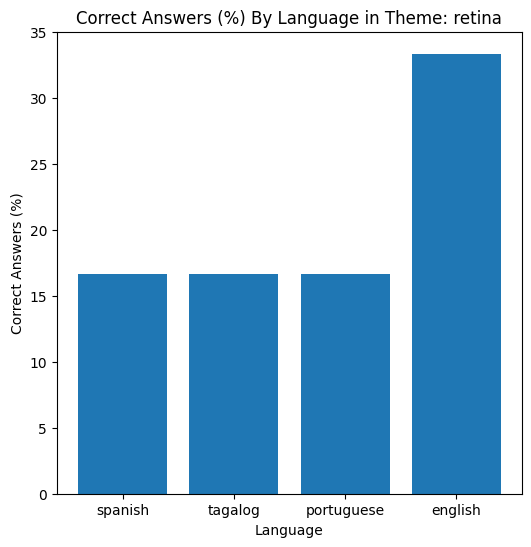 Correct Answers (%) By Language in Theme: retina
35
30
25
20
15
10
5
0
Correct Answers (%)
spanish tagalog portuguese english
Language